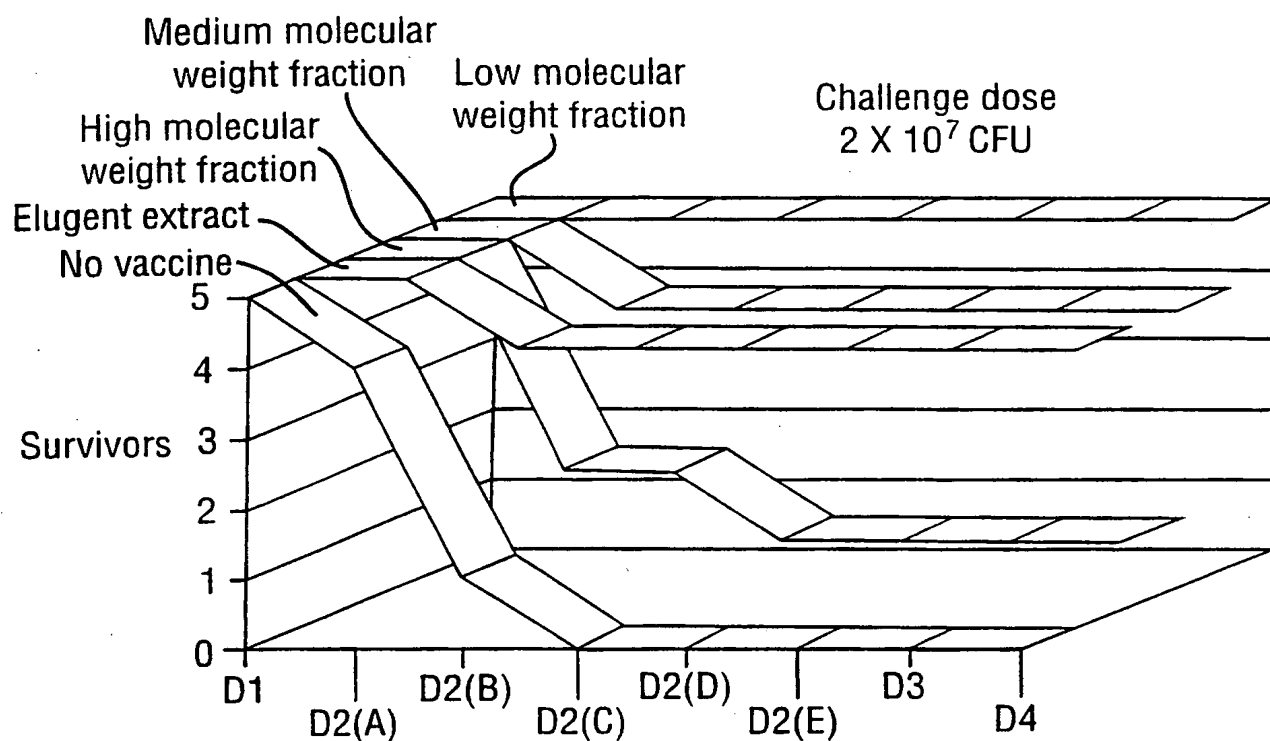 Medium molecular
weight fraction
Low molecular
weight fraction
Challenge dose
2 X 10⁷ CFU
High molecular
weight fraction
Elugent extract
No vaccine
5
4
3
2
1
0
Survivors
D1
D2(A)
D2(B)
D2(C)
D2(D)
D2(E)
D3
D4